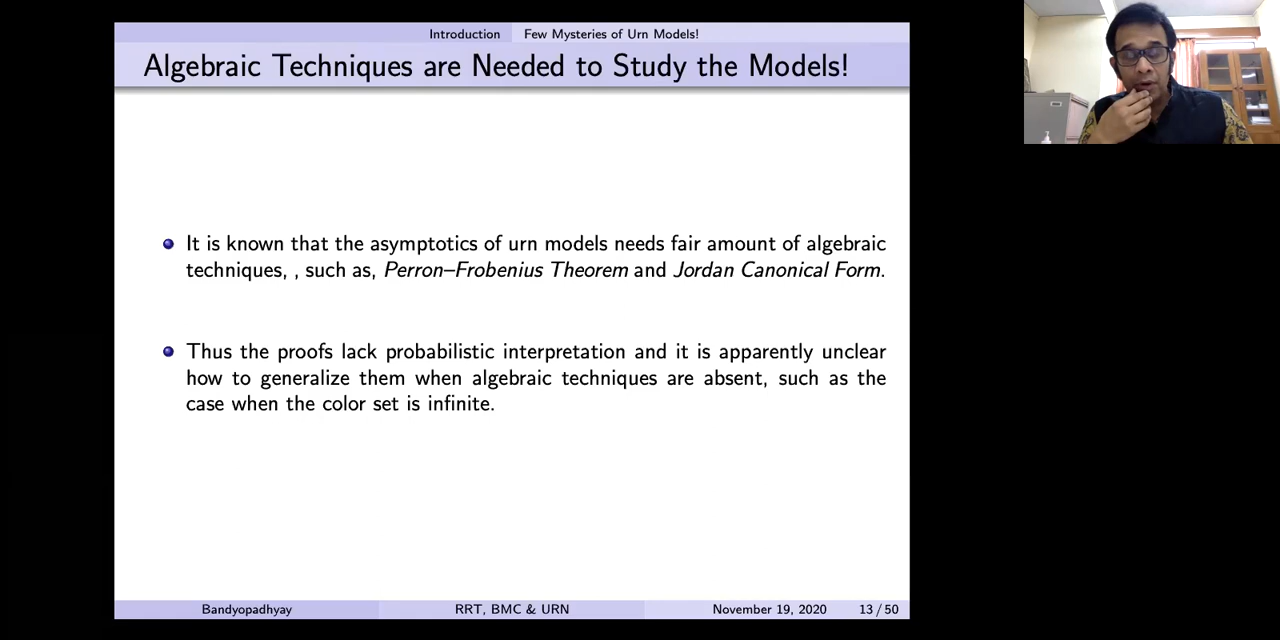 Introduction Few Mysteries of Urn Models!
Algebraic Techniques are Needed to Study the Models!
It is known that the asymptotics of urn models needs fair amount of algebraic
techniques, , such as, Perron–Frobenius Theorem and Jordan Canonical Form.
Thus the proofs lack probabilistic interpretation and it is apparently unclear
how to generalize them when algebraic techniques are absent, such as the
case when the color set is infinite.
Bandyopadhyay RRT, BMC & URN November 19, 2020 13 / 50